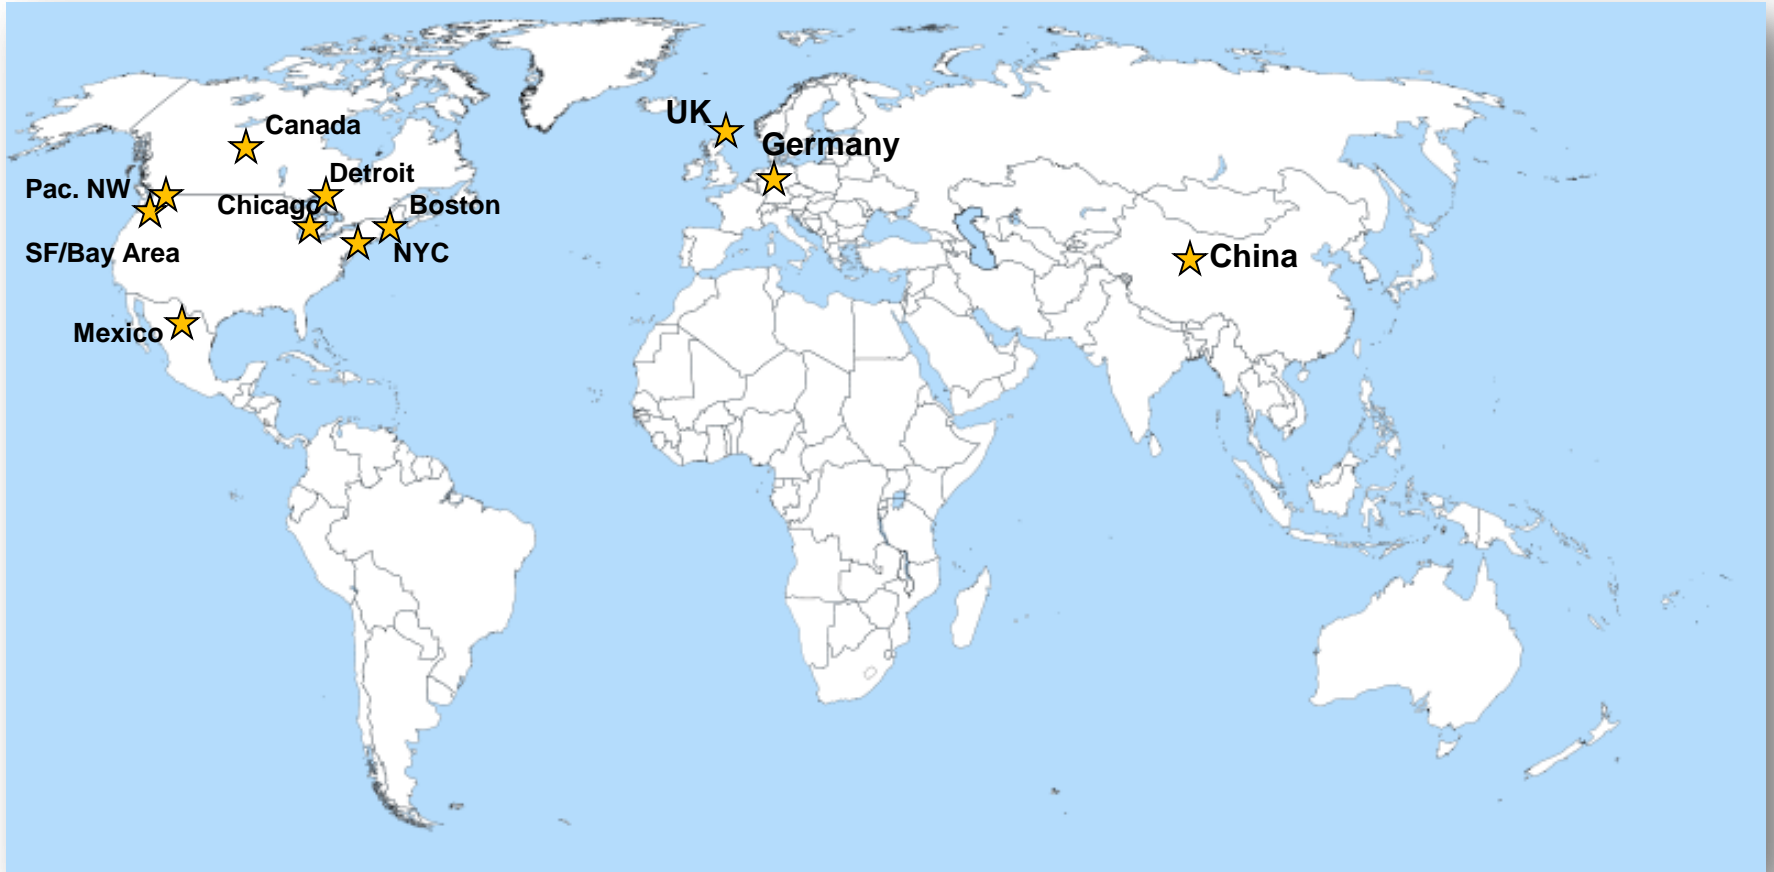 UK
Canada
Germany
Detroit
Pac. NW
Chicago
Boston
SF/Bay Area
NYC
China
Mexico